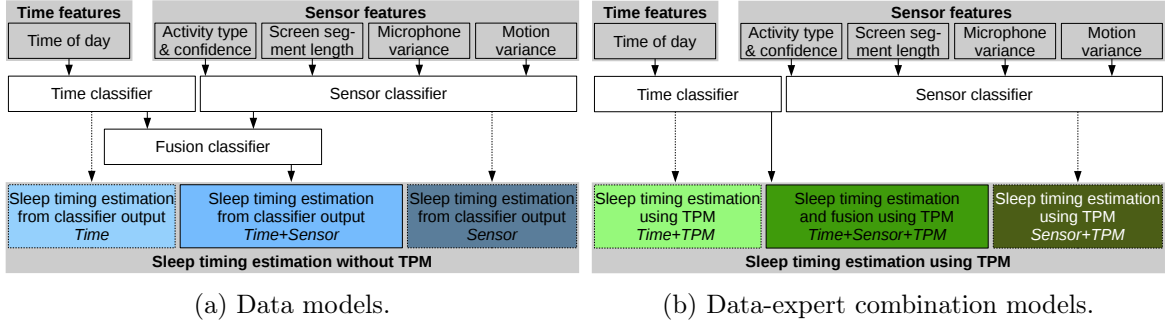 Time features
Sensor features
Time of day
Activity type
& confidence
Screen seg-
ment length
Microphone
variance
Motion
variance
Time classifier
Sensor classifier
Fusion classifier
Sleep timing estimation
from classifier output
Time
Sleep timing estimation
from classifier output
Time+Sensor
Sleep timing estimation
from classifier output
Sensor
Sleep timing estimation without TPM
(a) Data models.
Time features
Sensor features
Time of day
Activity type
& confidence
Screen seg-
ment length
Microphone
variance
Motion
variance
Time classifier
Sensor classifier
Sleep timing estimation
using TPM
Time+TPM
Sleep timing estimation
and fusion using TPM
Time+Sensor+TPM
Sleep timing estimation
using TPM
Sensor+TPM
Sleep timing estimation using TPM
(b) Data-expert combination models.